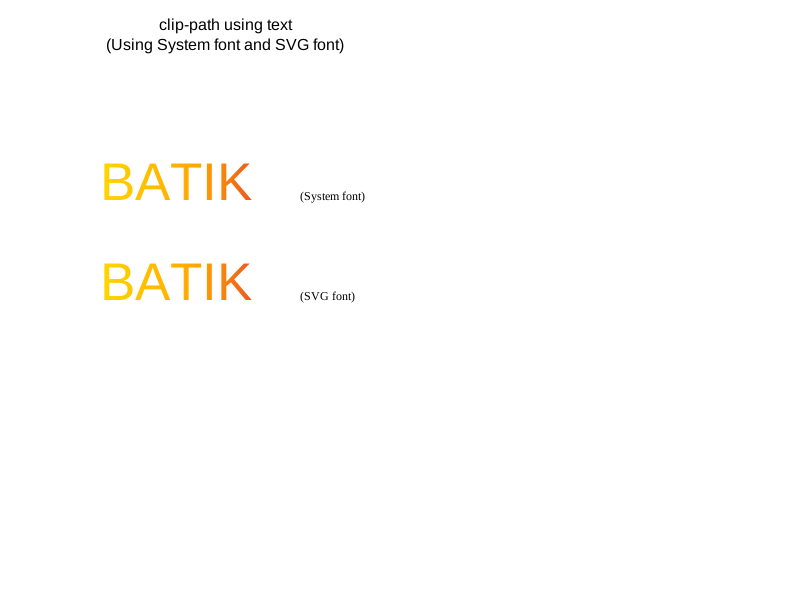 clip-path using text
(Using System font and SVG font)
BATIK
(System font)
BATIK
(SVG font)